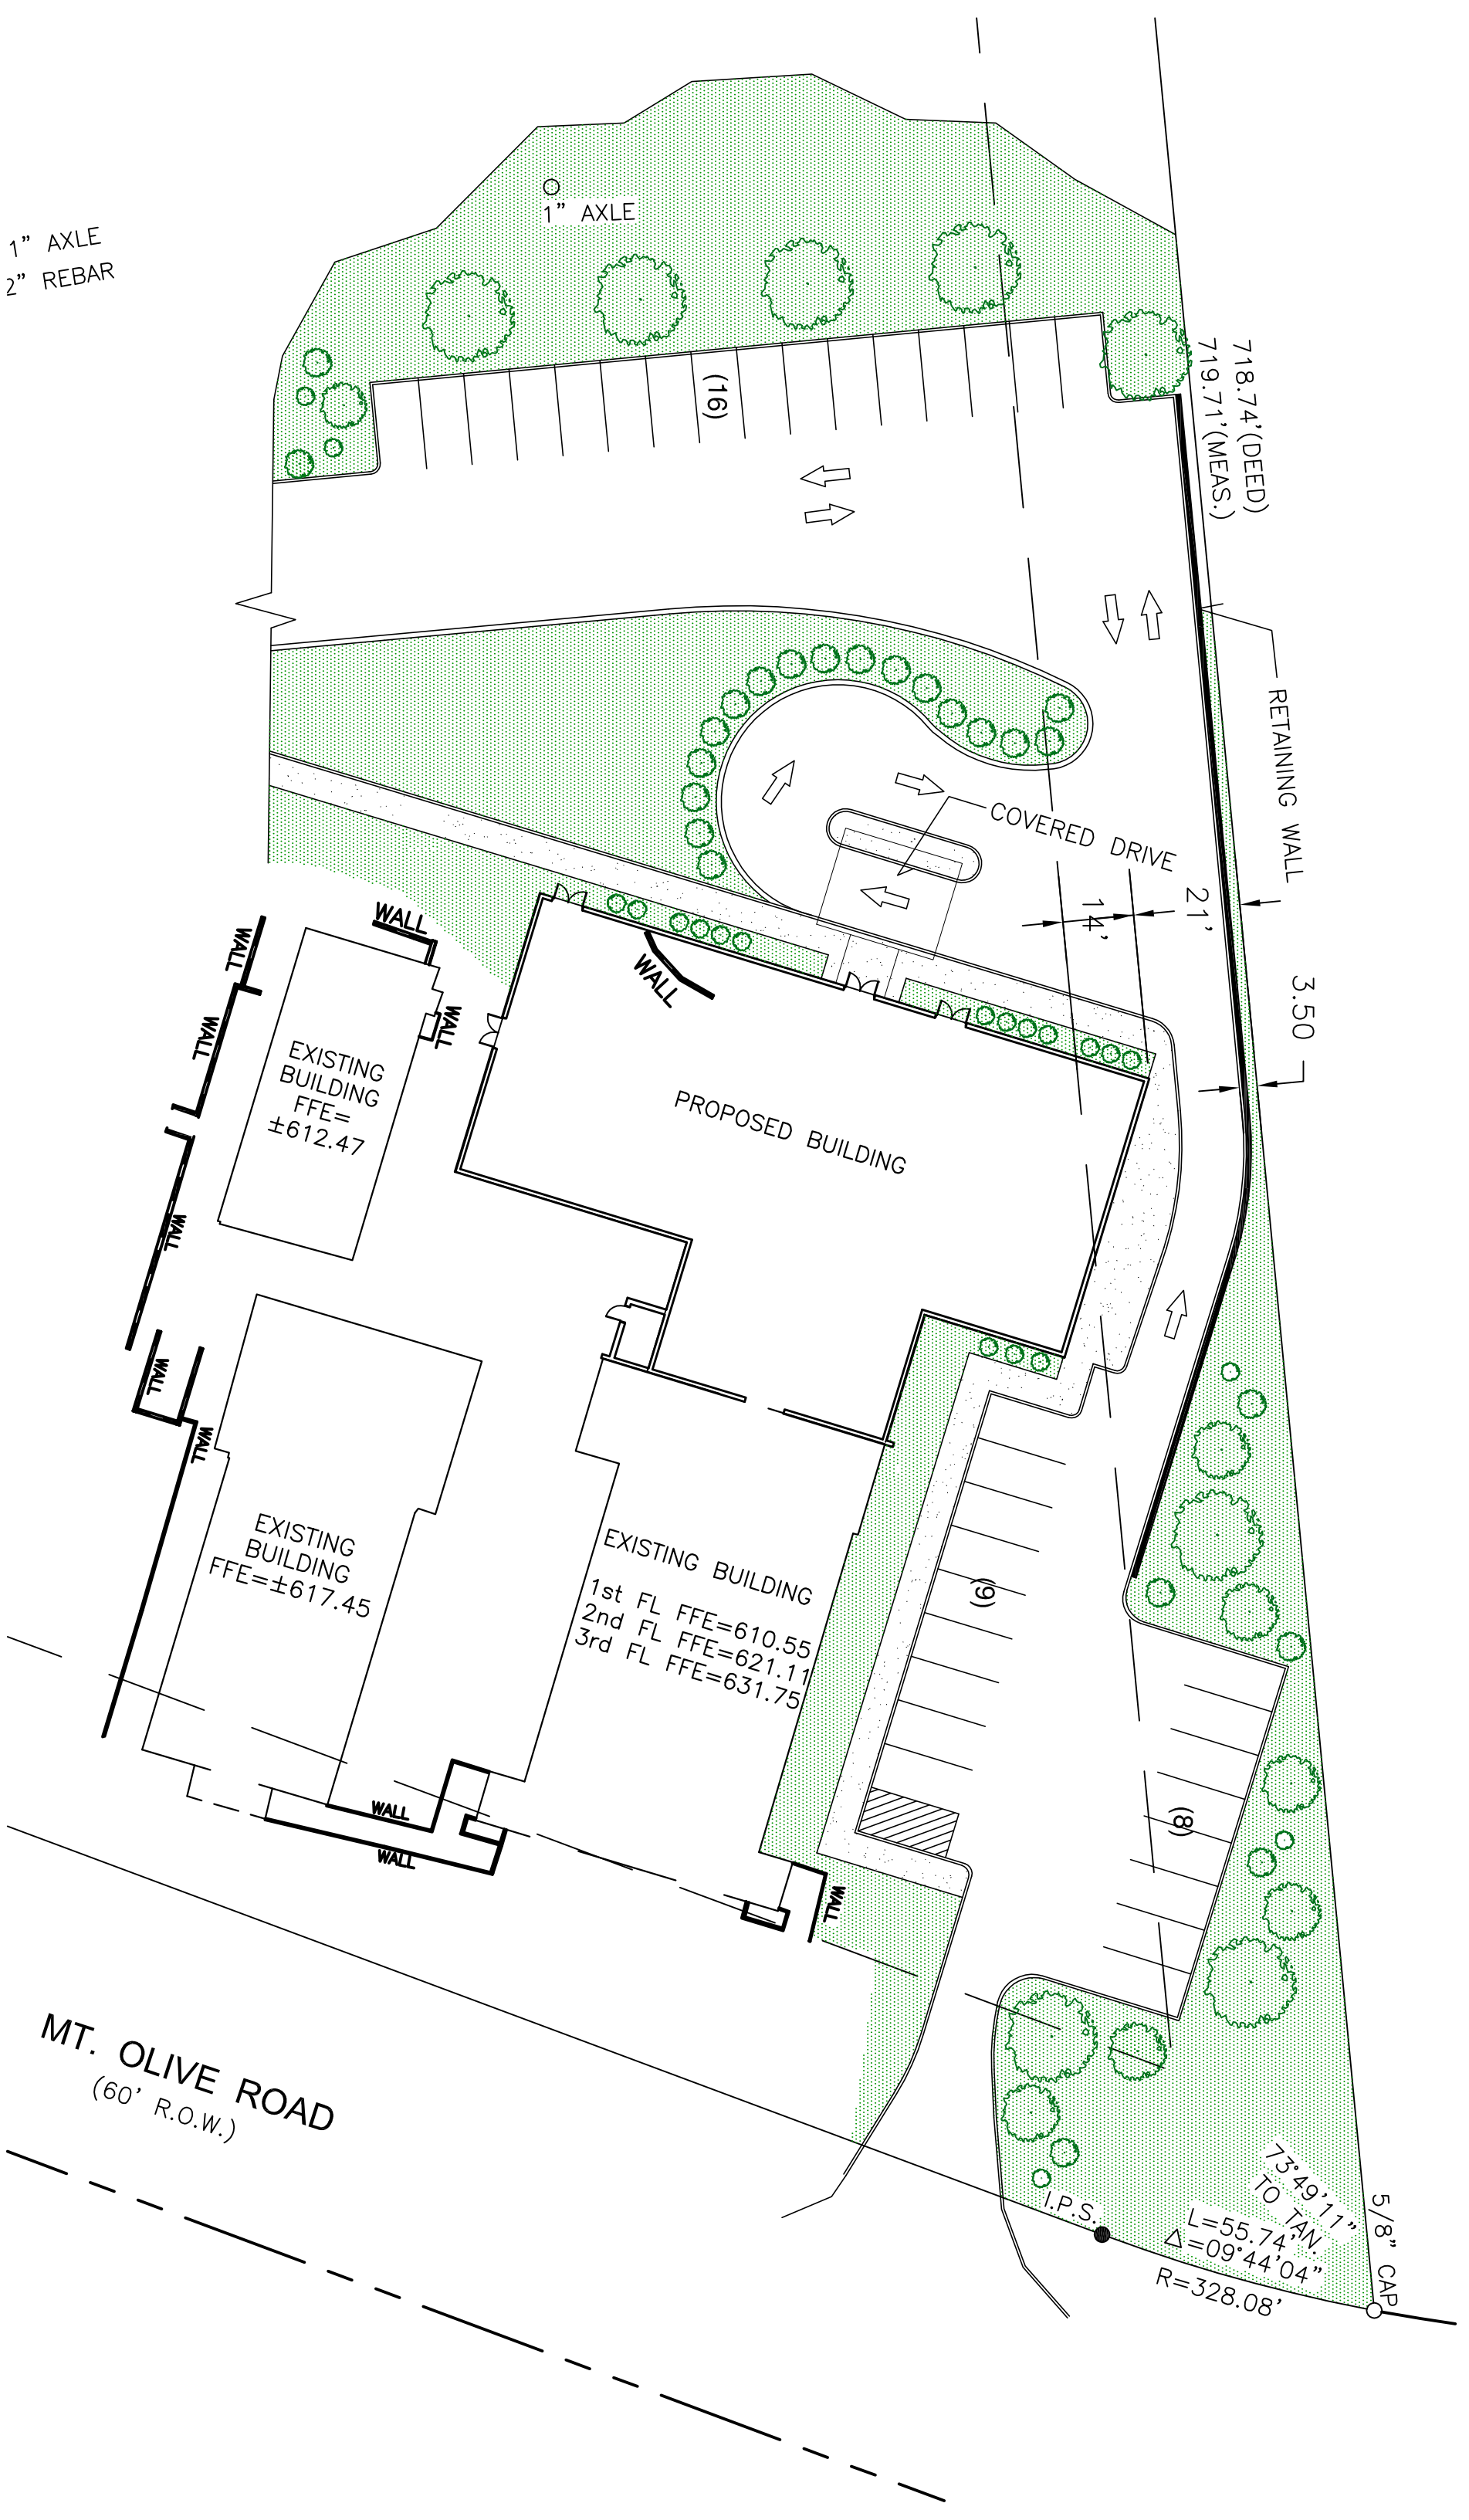 1" AXLE
1" AXLE
2" REBAR
(16)
718.74'(DEED)
719.71'(MEAS.)
RETAINING WALL
COVERED DRIVE
14'
21'
3.50
WALL
WALL
WALL
WALL
WALL
EXISTING
BUILDING
FFE=
±612.47
PROPOSED BUILDING
WALL
WALL
WALL
EXISTING
BUILDING
FFE=±617.45
EXISTING BUILDING
1st FL FFE=610.55
2nd FL FFE=621.11
3rd FL FFE=631.75
(9)
(8)
WALL
WALL
WALL
MT. OLIVE ROAD
(60' R.O.W.)
I.P.S.
73°49'11"
TO TAN.
L=55.74'
△=09°44'04"
R=328.08'
5/8" CAP